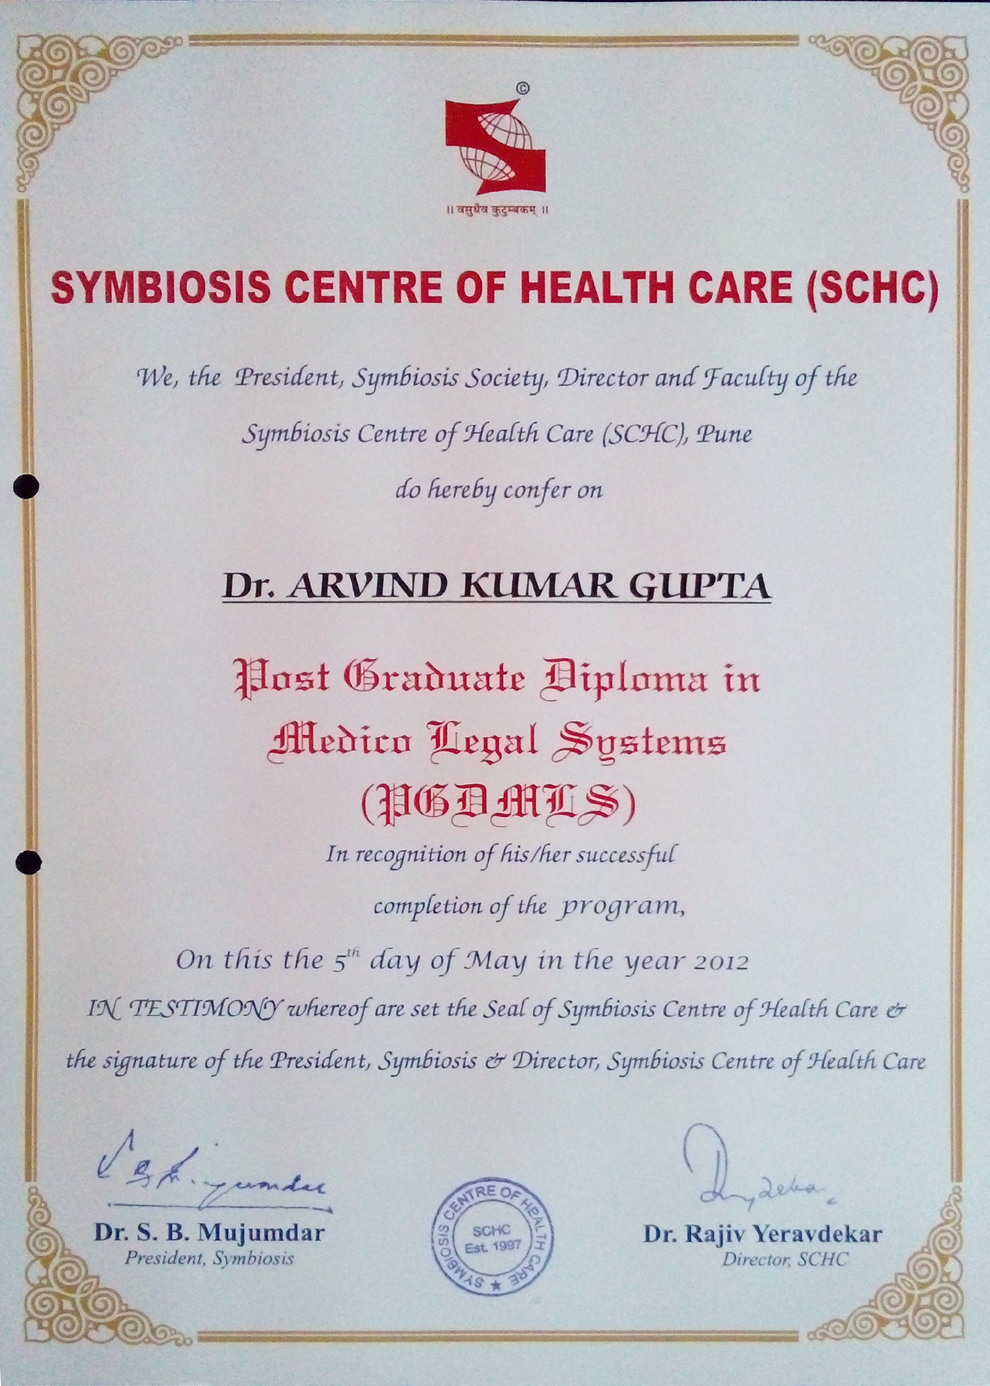 ©
॥ वसुधैव कुटुम्बकम् ॥
SYMBIOSIS CENTRE OF HEALTH CARE (SCHC)
We, the President, Symbiosis Society, Director and Faculty of the
Symbiosis Centre of Health Care (SCHC), Pune
do hereby confer on
Dr. ARVIND KUMAR GUPTA
Post Graduate Diploma in
Medico Legal Systems
(PGDMLS)
In recognition of his/her successful
completion of the program,
On this the 5th day of May in the year 2012
IN TESTIMONY whereof are set the Seal of Symbiosis Centre of Health Care &
the signature of the President, Symbiosis & Director, Symbiosis Centre of Health Care
Dr. S. B. Mujumdar
President, Symbiosis
SYMBIOSIS CENTRE OF HEALTH CARE ★
SCHC
Est. 1997
Dr. Rajiv Yeravdekar
Director, SCHC